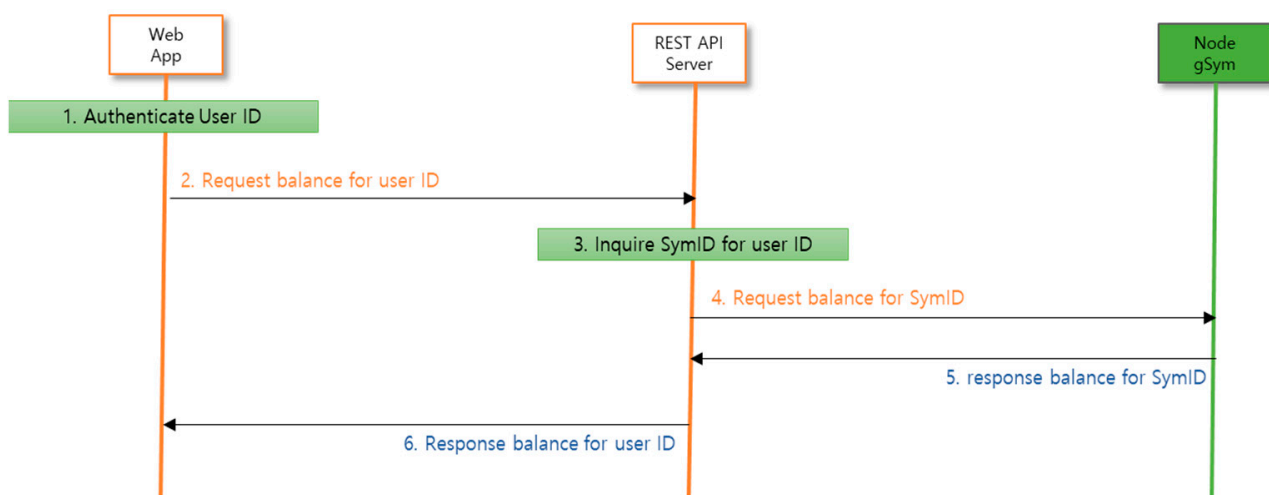 Web
App
REST API
Server
Node
gSym
1. Authenticate User ID
2. Request balance for user ID
3. Inquire SymID for user ID
4. Request balance for SymID
5. response balance for SymID
6. Response balance for user ID